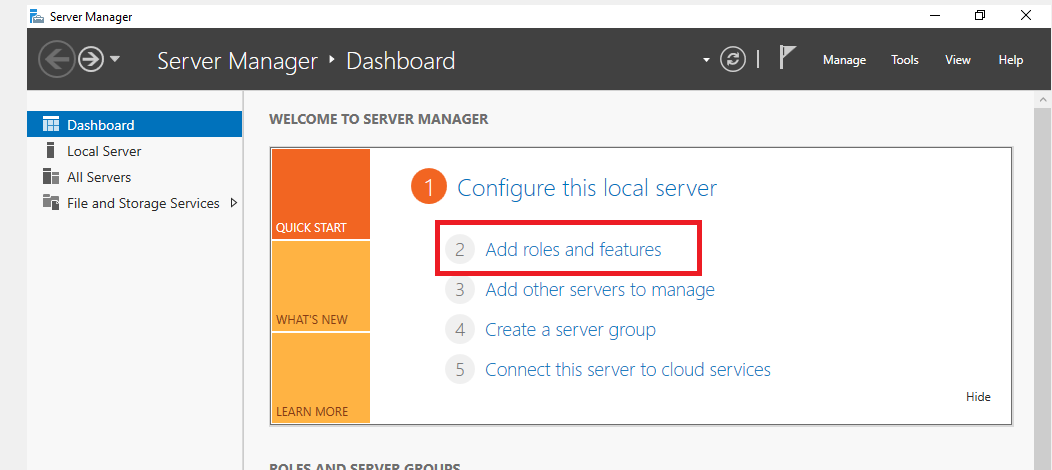 Server Manager
Server Manager ‣ Dashboard
Manage Tools View Help
Dashboard
Local Server
All Servers
File and Storage Services
WELCOME TO SERVER MANAGER
QUICK START
WHAT'S NEW
LEARN MORE
1 Configure this local server
2 Add roles and features
3 Add other servers to manage
4 Create a server group
5 Connect this server to cloud services
Hide
ROLES AND SERVER GROUPS